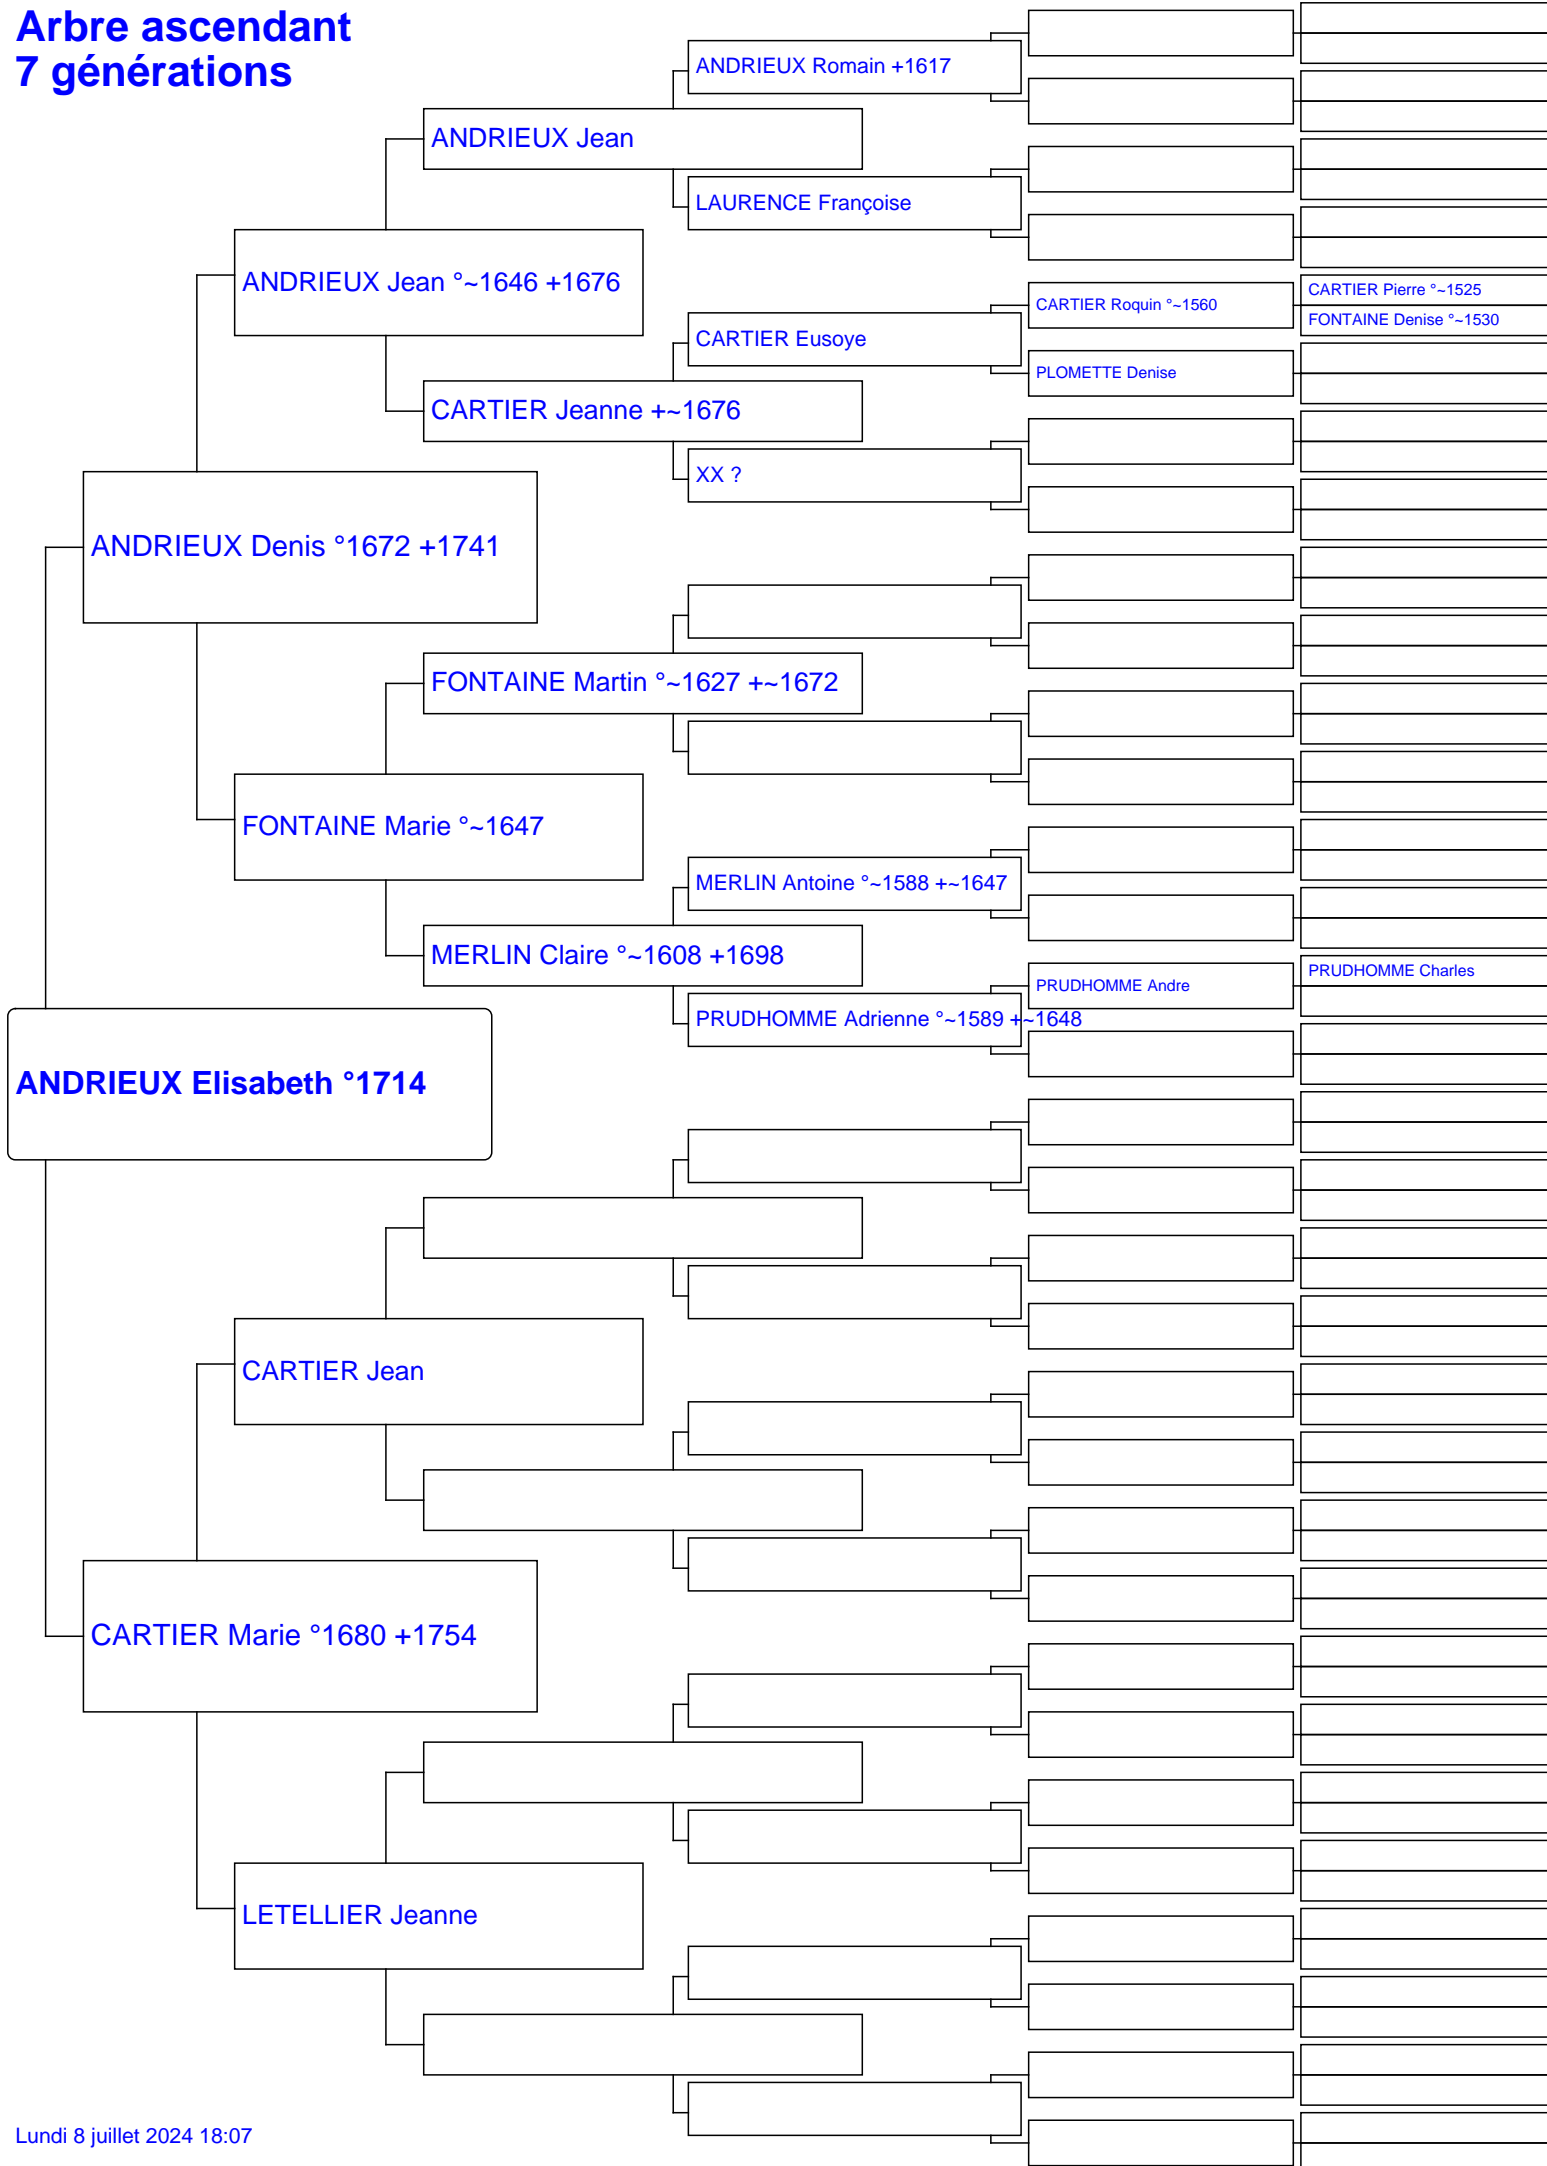 Arbre ascendant
7 générations
ANDRIEUX Romain +1617
ANDRIEUX Jean
LAURENCE Françoise
ANDRIEUX Jean °~1646 +1676
CARTIER Pierre °~1525
CARTIER Roquin °~1560
FONTAINE Denise °~1530
CARTIER Eusoye
PLOMETTE Denise
CARTIER Jeanne +~1676
XX ?
ANDRIEUX Denis °1672 +1741
FONTAINE Martin °~1627 +~1672
FONTAINE Marie °~1647
MERLIN Antoine °~1588 +~1647
MERLIN Claire °~1608 +1698
PRUDHOMME Charles
PRUDHOMME Andre
PRUDHOMME Adrienne °~1589 +~1648
ANDRIEUX Elisabeth °1714
CARTIER Jean
CARTIER Marie °1680 +1754
LETELLIER Jeanne
Lundi 8 juillet 2024 18:07